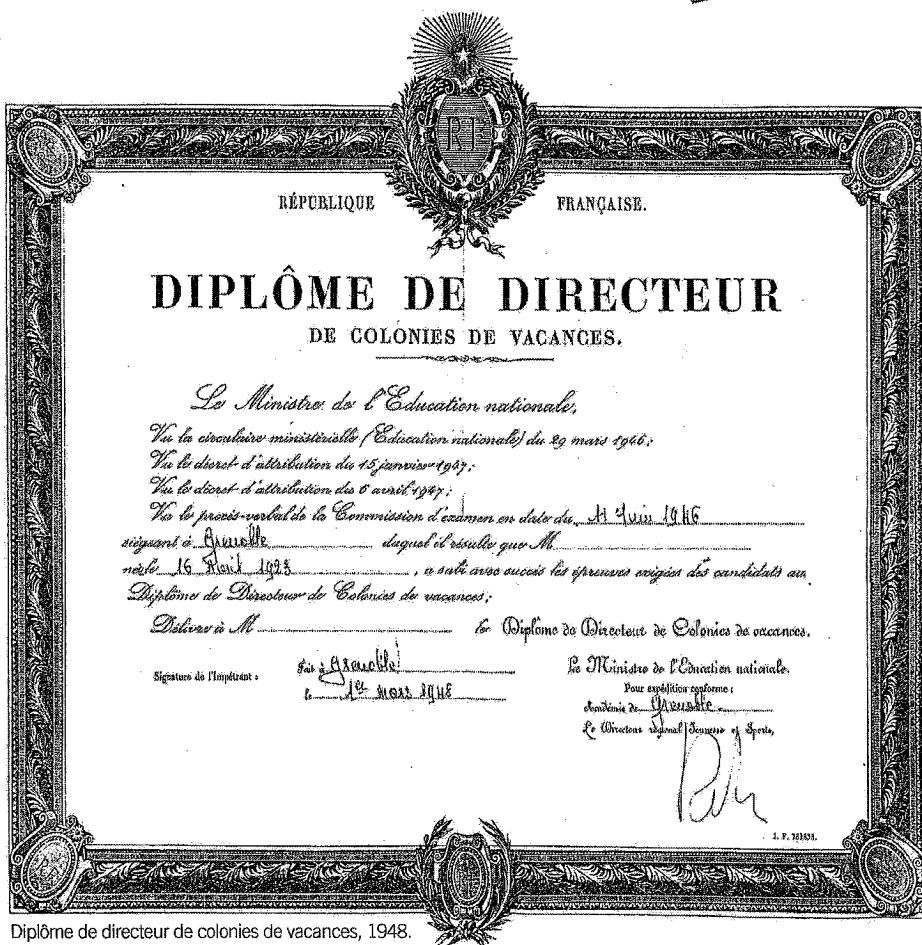 RF
RÉPUBLIQUE FRANÇAISE.
DIPLÔME DE DIRECTEUR
DE COLONIES DE VACANCES.
Le Ministre de l'Education nationale,
Vu la circulaire ministérielle (Education nationale) du 29 mars 1946;
Vu le décret d'attribution du 15 janvier 1947;
Vu le décret d'attribution du 6 avril 1947;
Vu le procès-verbal de la Commission d'examen en date du 11 Juin 1946
siégeant à Grenoble duquel il résulte que M
né le 16 1923, a subi avec succès les épreuves exigées des candidats au
Diplôme de Directeur de Colonies de vacances;
Délivre à M le Diplôme de Directeur de Colonies de vacances.
Signature de l'Impétrant :
Fait à Grenoble
le 1er mars 1948
Le Ministre de l'Education nationale.
Pour expédition conforme :
Académie de Grenoble
Le Directeur régional Jeunesse et Sports,
Diplôme de directeur de colonies de vacances, 1948.